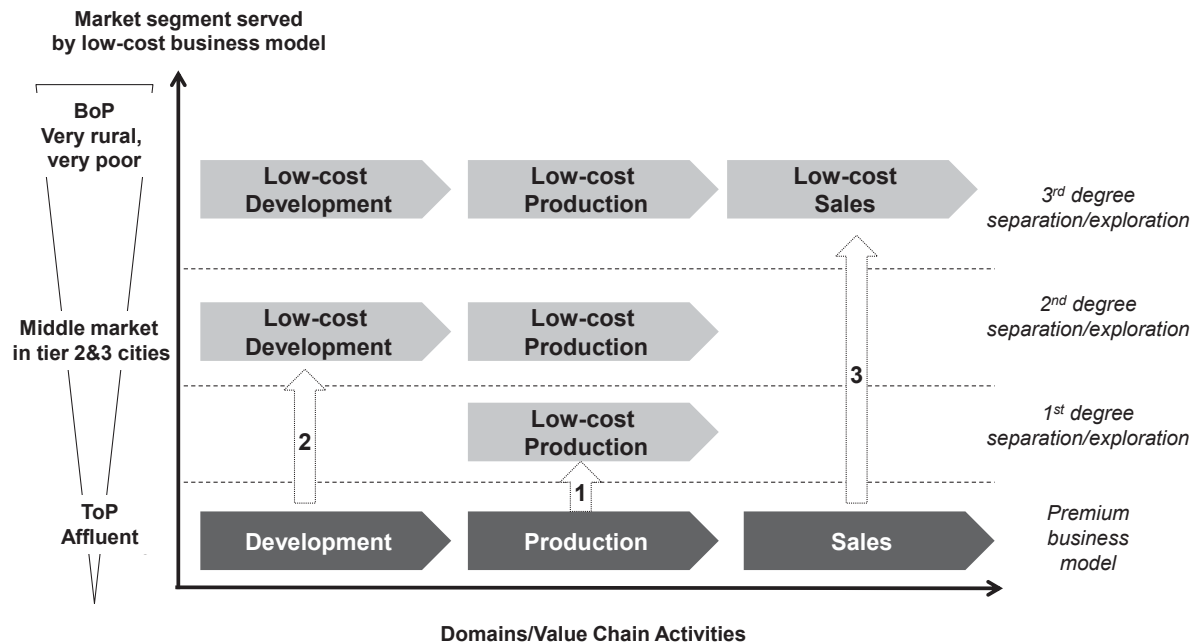 Market segment served
by low-cost business model
BoP
Very rural,
very poor
Low-cost
Development
Low-cost
Production
Low-cost
Sales
3rd degree
separation/exploration
Middle market
in tier 2&3 cities
Low-cost
Development
Low-cost
Production
2nd degree
separation/exploration
3
2
Low-cost
Production
1st degree
separation/exploration
1
ToP
Affluent
Development
Production
Sales
Premium
business
model
Domains/Value Chain Activities